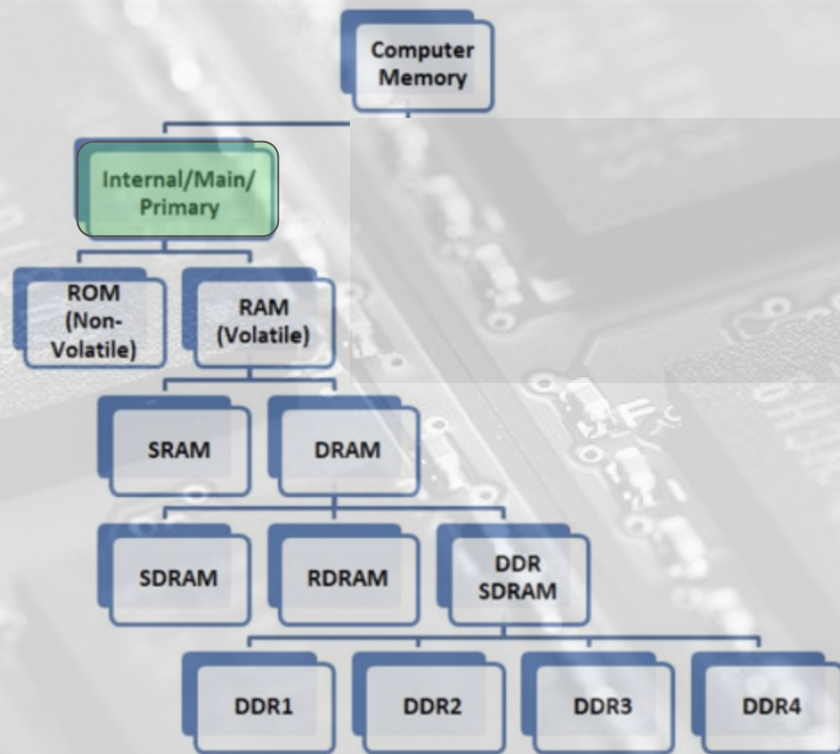 Computer
Memory
Internal/Main/
Primary
ROM
(Non-
Volatile)
RAM
(Volatile)
SRAM
DRAM
SDRAM
RDRAM
DDR
SDRAM
DDR1
DDR2
DDR3
DDR4